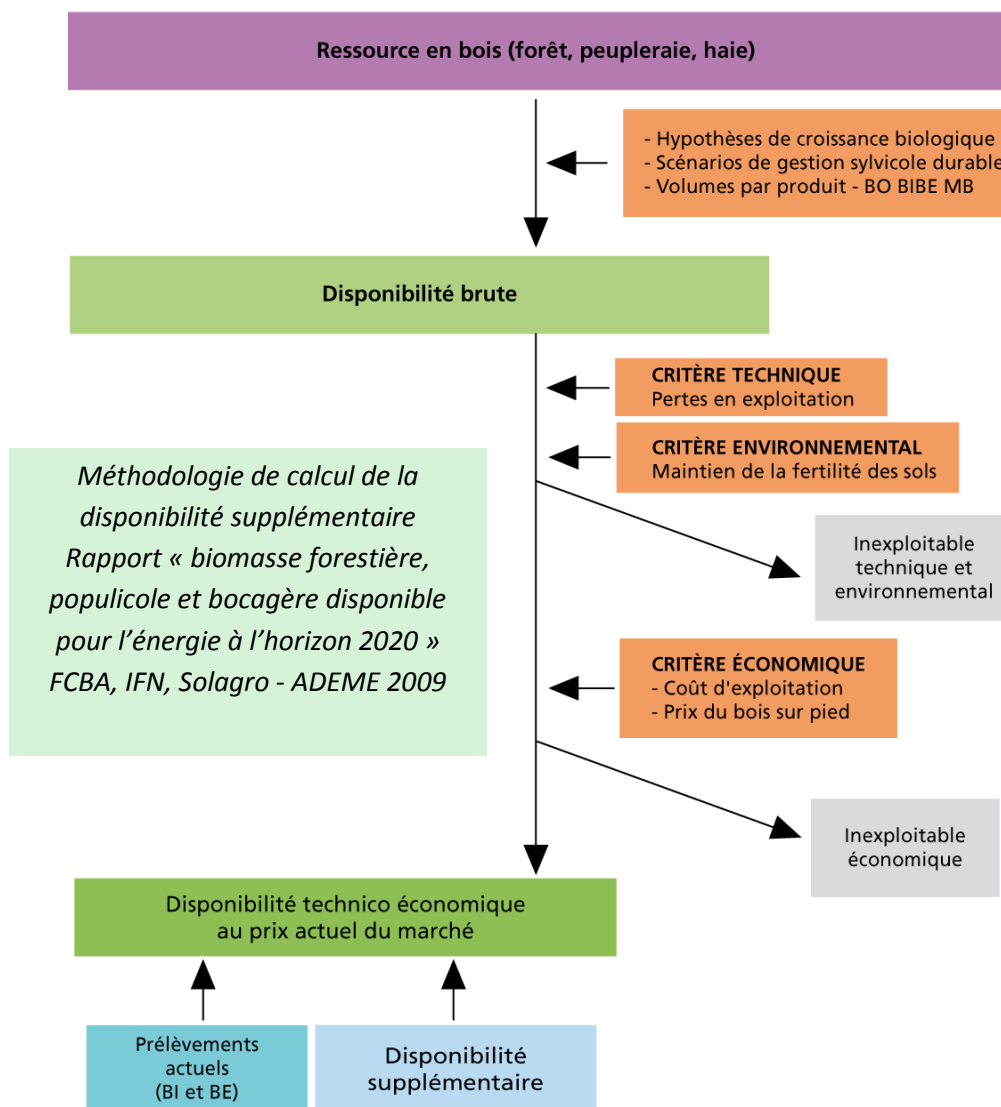 Ressource en bois (forêt, peupleraie, haie)
- Hypothèses de croissance biologique
- Scénarios de gestion sylvicole durable
- Volumes par produit - BO BIBE MB
Disponibilité brute
CRITÈRE TECHNIQUE
Pertes en exploitation
CRITÈRE ENVIRONNEMENTAL
Maintien de la fertilité des sols
Méthodologie de calcul de la
disponibilité supplémentaire
Rapport « biomasse forestière,
populicole et bocagère disponible
pour l’énergie à l’horizon 2020 »
FCBA, IFN, Solagro - ADEME 2009
Inexploitable
technique et
environnemental
CRITÈRE ÉCONOMIQUE
- Coût d'exploitation
- Prix du bois sur pied
Inexploitable
économique
Disponibilité technico économique
au prix actuel du marché
Prélèvements
actuels
(BI et BE)
Disponibilité
supplémentaire